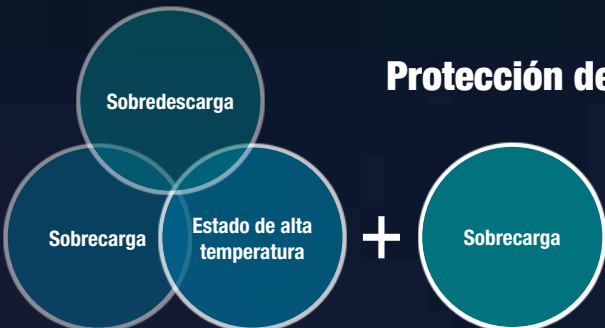 Protección de
Sobredescarga
Sobrecarga
Estado de alta
temperatura
+
Sobrecarga